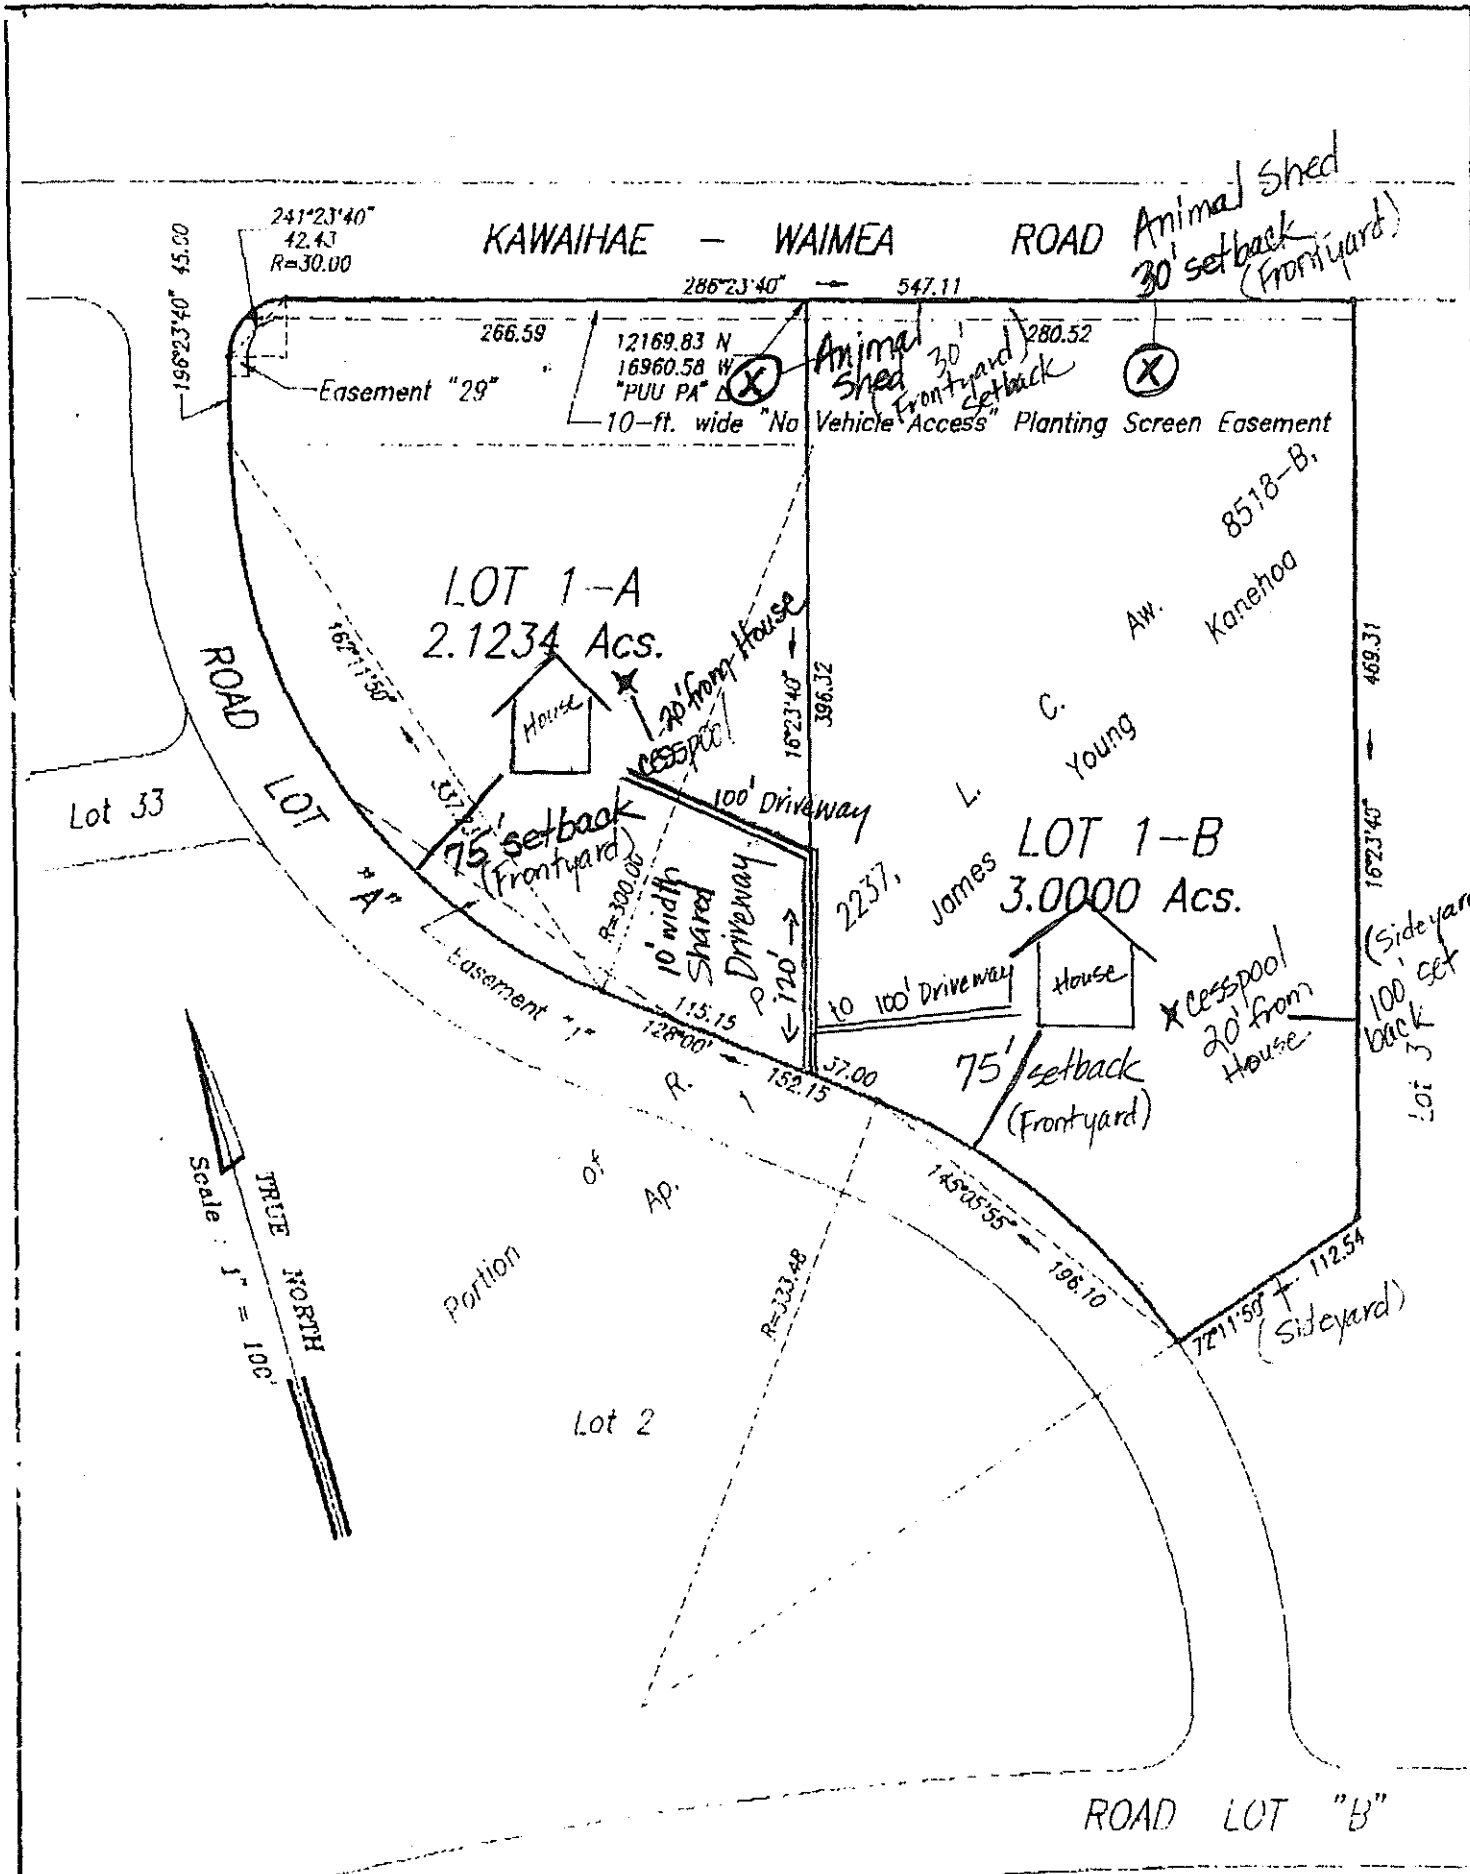 Animal Shed
30' setback
(Frontyard)
KAWAIHAE - WAIMEA ROAD
241°23'40"
42.43
R=30.00
196°23'40" 45.00
286°23'40" 547.11
266.59
280.52
12169.83 N
16960.58 W
"PUU PA" Δ
X
Animal
Shed 30'
(Frontyard)
setback
X
Easement "29"
10-ft. wide "No Vehicle Access" Planting Screen Easement
8518-B,
Aw. Kanehoa
LOT 1-A
2.1234 Acs.
House
20' from House
cesspool
162°11'50"
16°23'40"
396.32
16°23'40" 469.31
C.
Young
L.
James
2237,
ROAD LOT "A"
Lot 33
75' setback
(Frontyard)
100' Driveway
R=300.00
10' width
Shared
Driveway
120'
LOT 1-B
3.0000 Acs.
House
to 100' Driveway
cesspool
20' from
House
(Sideyard
100' set
back
Lot 3
75' setback
(Frontyard)
Easement "1"
115.15
128°00'
37.00
152.15
R.
P.
1
of
Ap.
Portion
145°05'55"
196.10
112.54
72°11'50"
(Sideyard)
R=333.48
TRUE NORTH
Scale : 1" = 100'
Lot 2
ROAD LOT "B"